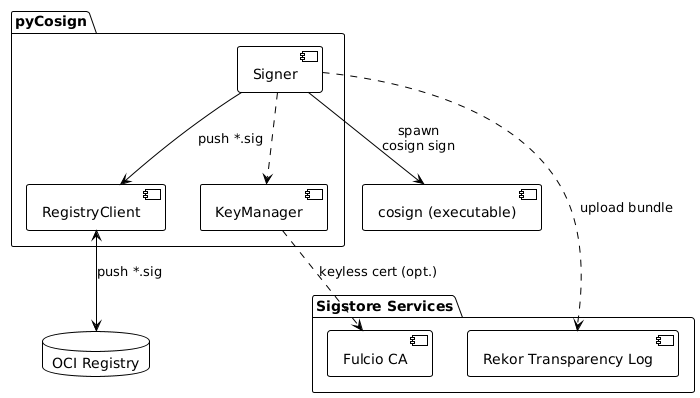 pyCosign
Signer
push *.sig
spawn
cosign sign
RegistryClient
KeyManager
cosign (executable)
upload bundle
push *.sig
keyless cert (opt.)
Sigstore Services
OCI Registry
Fulcio CA
Rekor Transparency Log